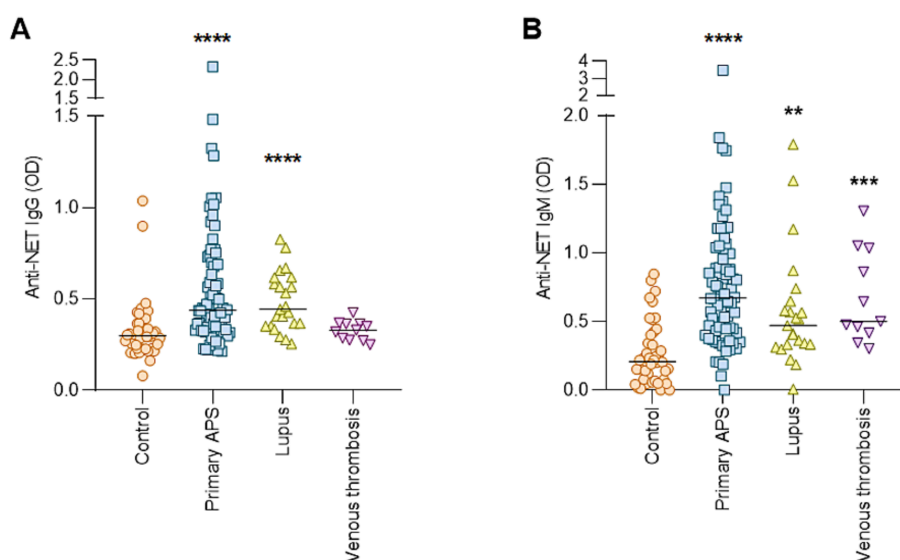 A
****
****
2.5
2.0
1.5
1.5
1.0
0.5
0.0
Anti-NET IgG (OD)
Control
Primary APS
Lupus
Venous thrombosis
B
****
**
***
4
3
2
2.0
1.5
1.0
0.5
0.0
Anti-NET IgM (OD)
Control
Primary APS
Lupus
Venous thrombosis